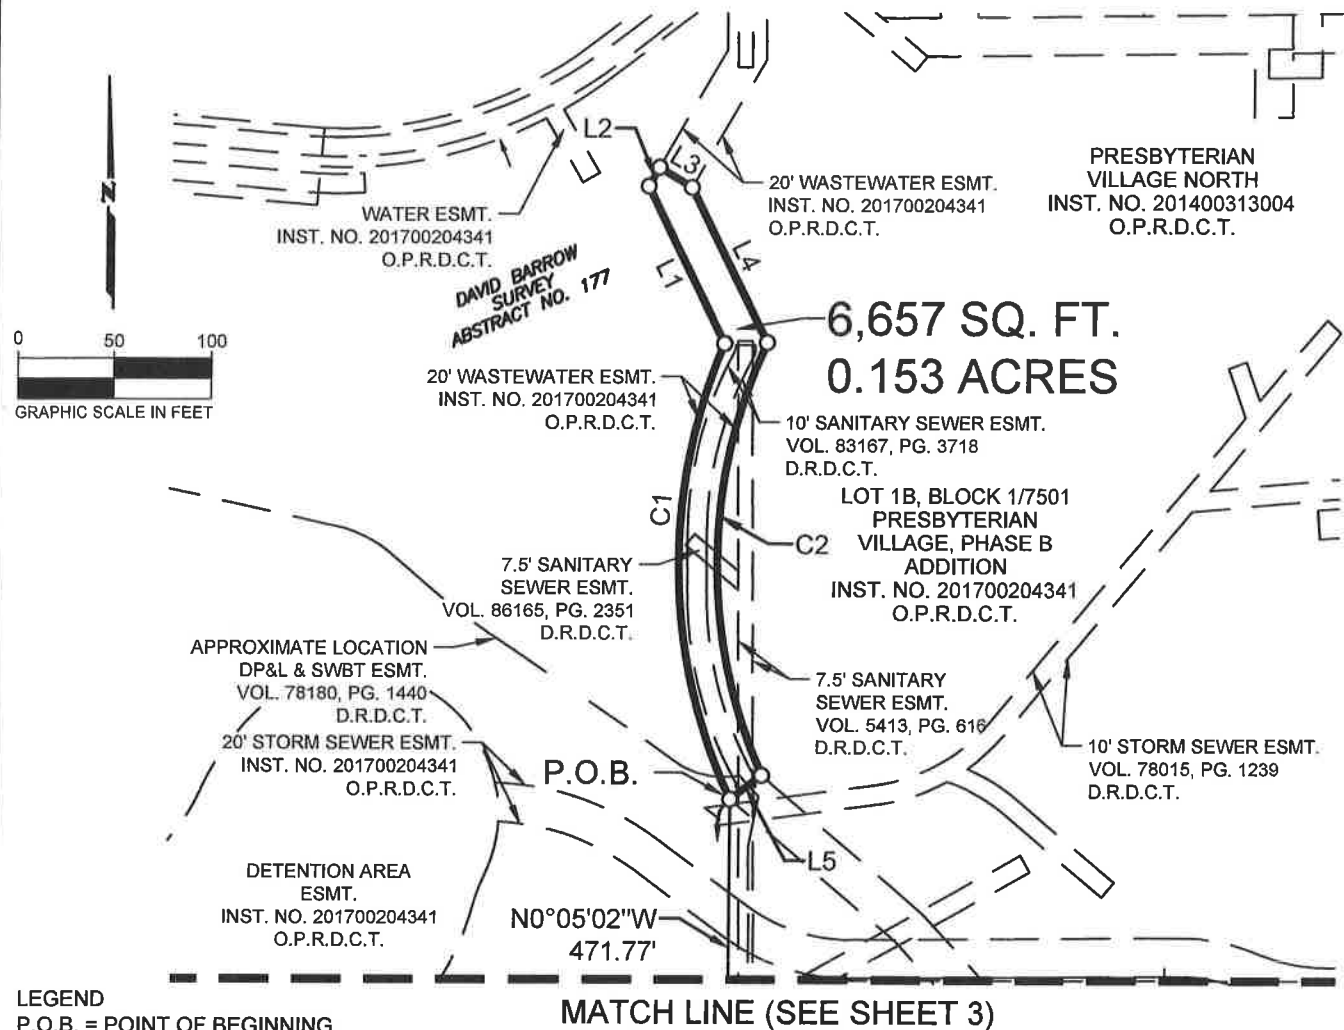 L2
L3
PRESBYTERIAN
VILLAGE NORTH
INST. NO. 201400313004
O.P.R.D.C.T.
20' WASTEWATER ESMT.
INST. NO. 201700204341
O.P.R.D.C.T.
N
WATER ESMT.
INST. NO. 201700204341
O.P.R.D.C.T.
L1
L4
DAVID BARROW
SURVEY
ABSTRACT NO. 177
6,657 SQ. FT.
0.153 ACRES
0 50 100
GRAPHIC SCALE IN FEET
20' WASTEWATER ESMT.
INST. NO. 201700204341
O.P.R.D.C.T.
10' SANITARY SEWER ESMT.
VOL. 83167, PG. 3718
D.R.D.C.T.
C1
LOT 1B, BLOCK 1/7501
PRESBYTERIAN
VILLAGE, PHASE B
ADDITION
INST. NO. 201700204341
O.P.R.D.C.T.
C2
7.5' SANITARY
SEWER ESMT.
VOL. 86165, PG. 2351
D.R.D.C.T.
APPROXIMATE LOCATION
DP&L & SWBT ESMT.
VOL. 78180, PG. 1440
D.R.D.C.T.
7.5' SANITARY
SEWER ESMT.
VOL. 5413, PG. 616
D.R.D.C.T.
20' STORM SEWER ESMT.
INST. NO. 201700204341
O.P.R.D.C.T.
P.O.B.
10' STORM SEWER ESMT.
VOL. 78015, PG. 1239
D.R.D.C.T.
L5
DETENTION AREA
ESMT.
INST. NO. 201700204341
O.P.R.D.C.T.
N0°05'02"W
471.77'
LEGEND
P.O.B. = POINT OF BEGINNING
MATCH LINE (SEE SHEET 3)